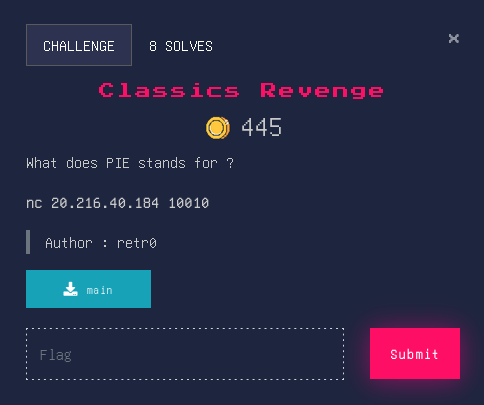 CHALLENGE 8 SOLVES ×
Classics Revenge
445
What does PIE stands for ?
nc 20.216.40.184 10010
Author : retr0
main
Flag Submit